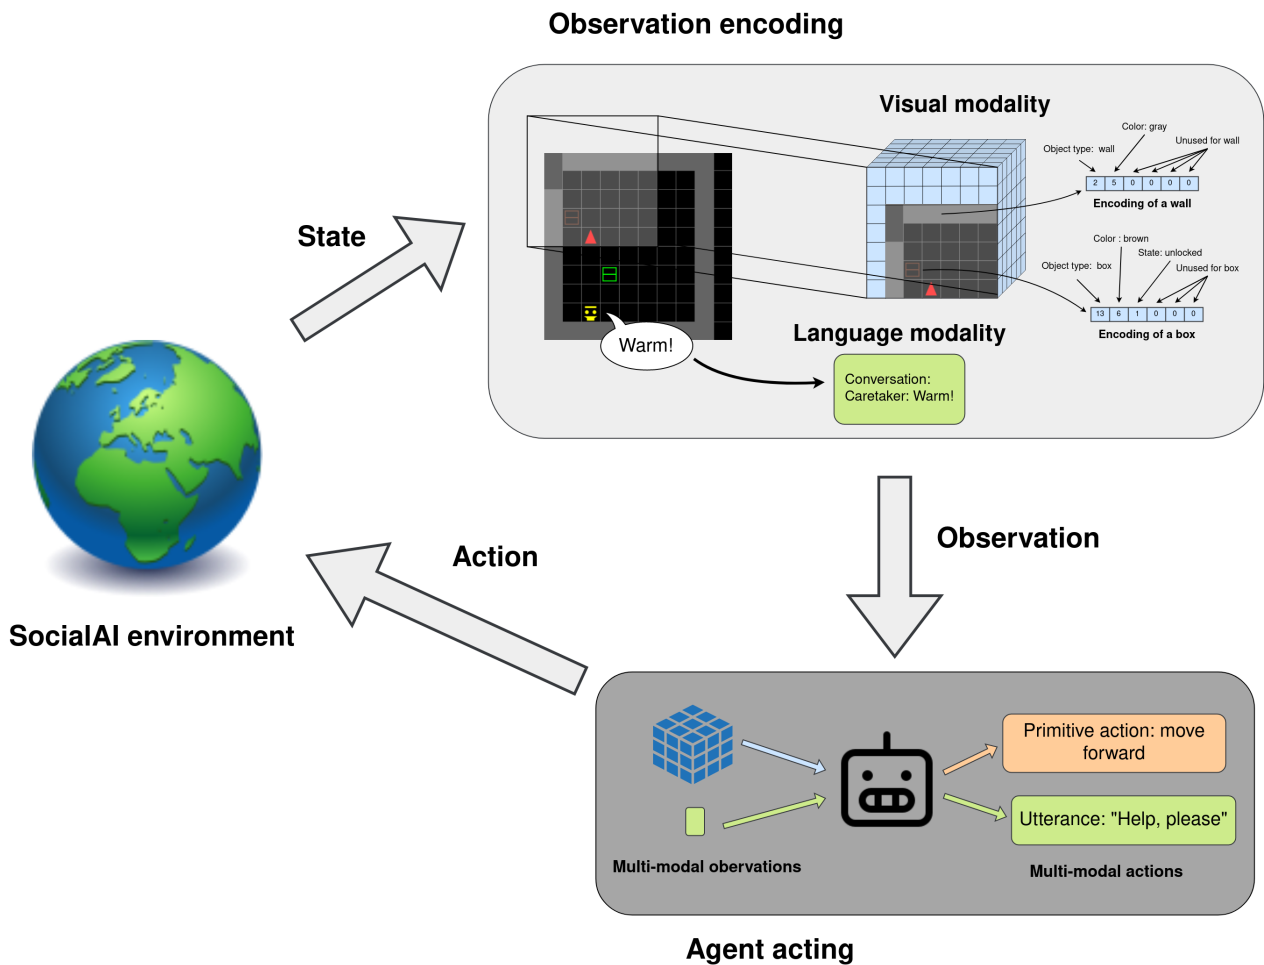 Observation encoding
Visual modality
Color: gray
Object type: wall
Unused for wall
2 5 0 0 0 0
Encoding of a wall
State
Color : brown
State: unlocked
Object type: box
Unused for box
13 6 1 0 0 0
Encoding of a box
Warm!
Language modality
Conversation:
Caretaker: Warm!
Observation
Action
SocialAI environment
Primitive action: move
forward
Utterance: "Help, please"
Multi-modal obervations
Multi-modal actions
Agent acting